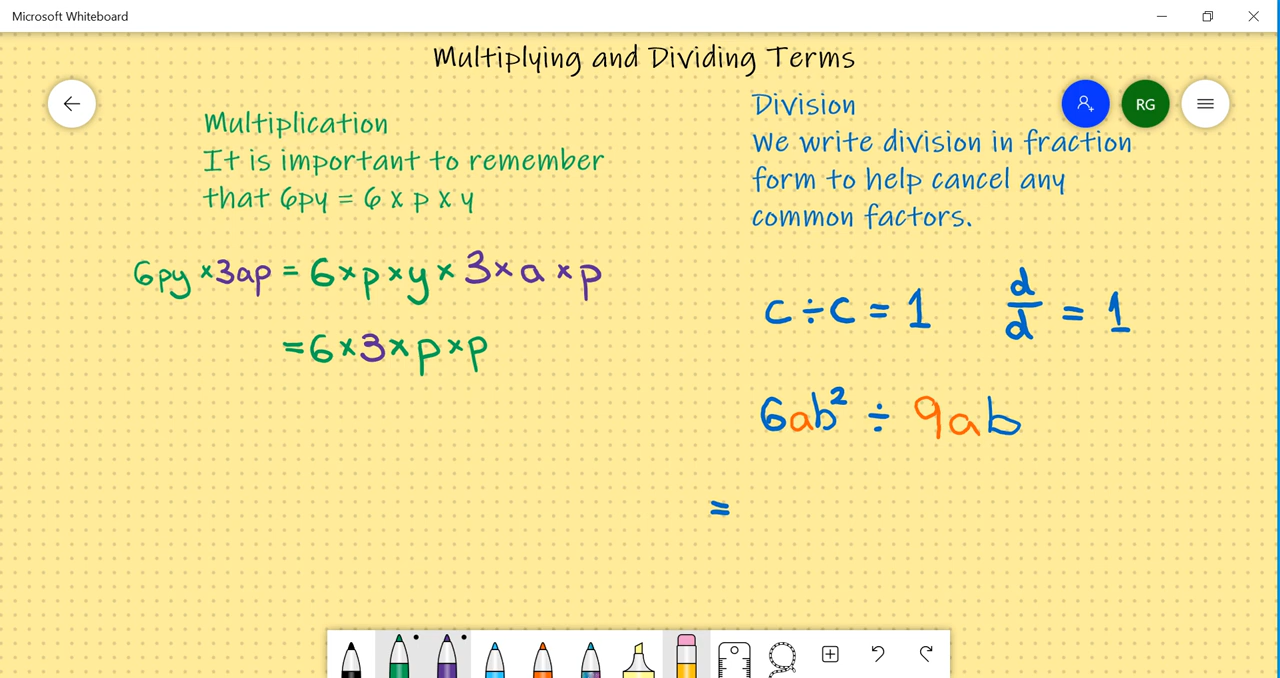 Microsoft Whiteboard
Multiplying and Dividing Terms
Multiplication
It is important to remember
that 6py = 6 x p x y
6py × 3ap = 6 × p × y × 3 × a × p
= 6 × 3 × p × p
Division
We write division in fraction
form to help cancel any
common factors.
RG
c ÷ c = 1 d/d = 1
6ab² ÷ 9ab
=